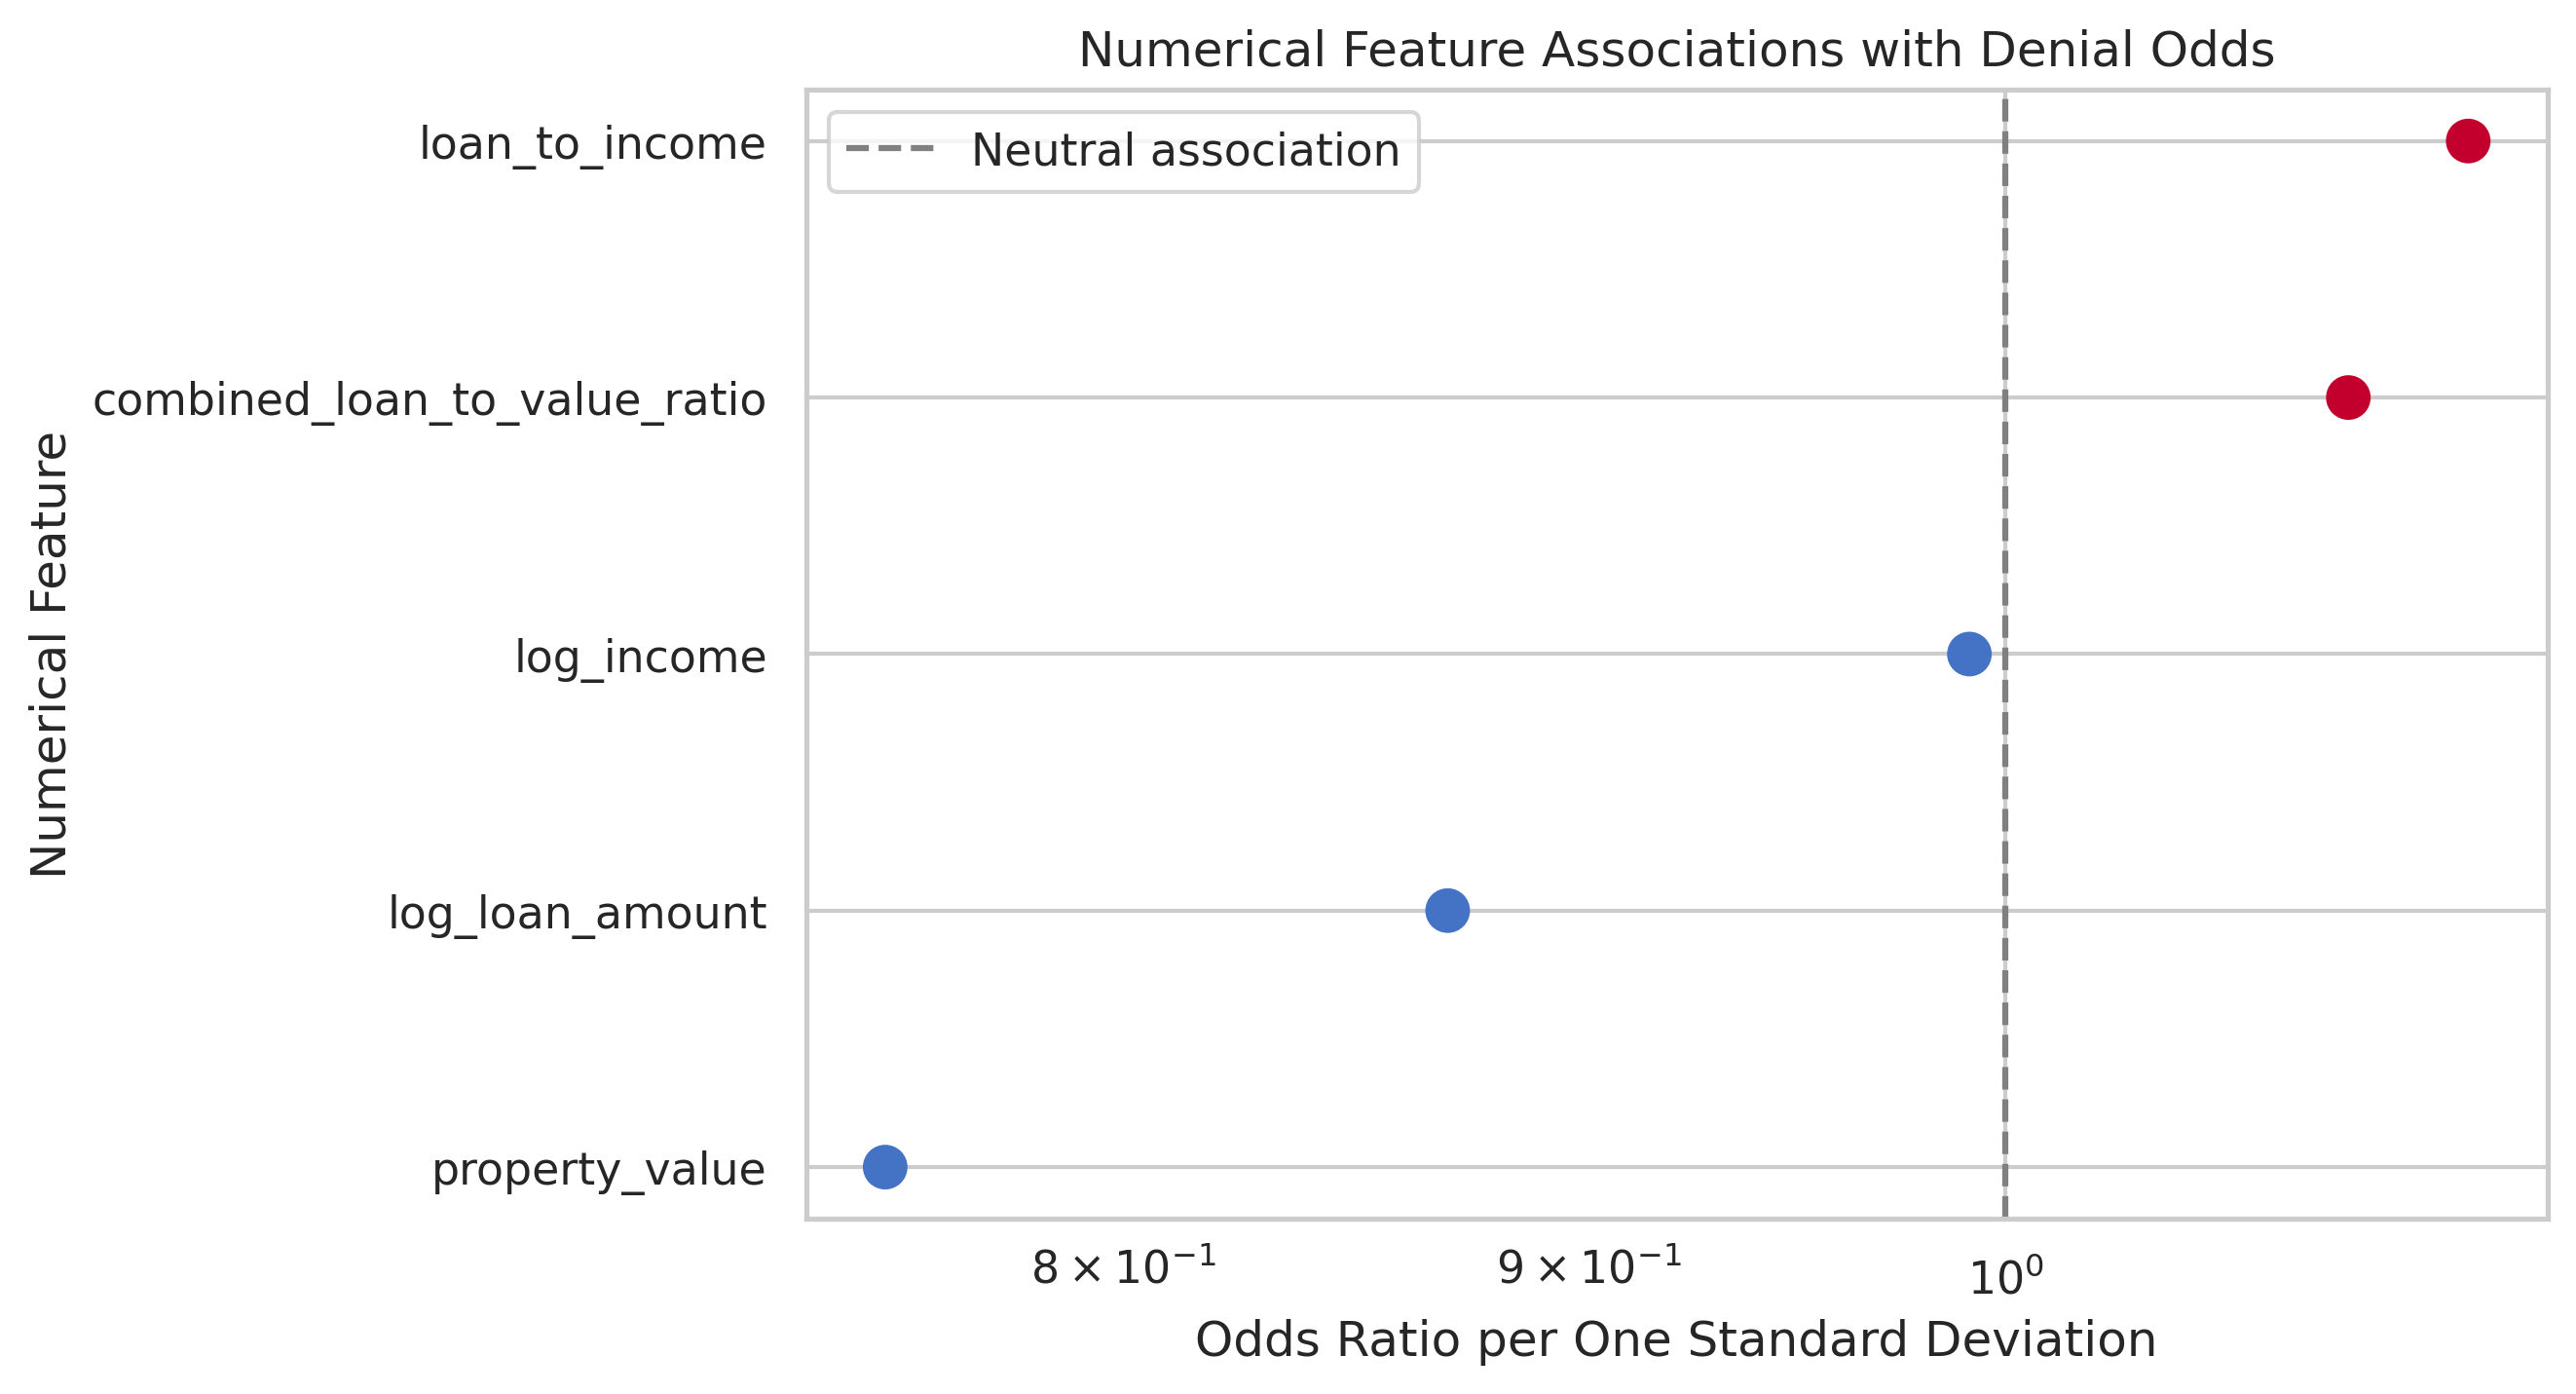 Numerical Feature Associations with Denial Odds
Neutral association
Numerical Feature
loan_to_income
combined_loan_to_value_ratio
log_income
log_loan_amount
property_value
8 × 10⁻¹
9 × 10⁻¹
10⁰
Odds Ratio per One Standard Deviation